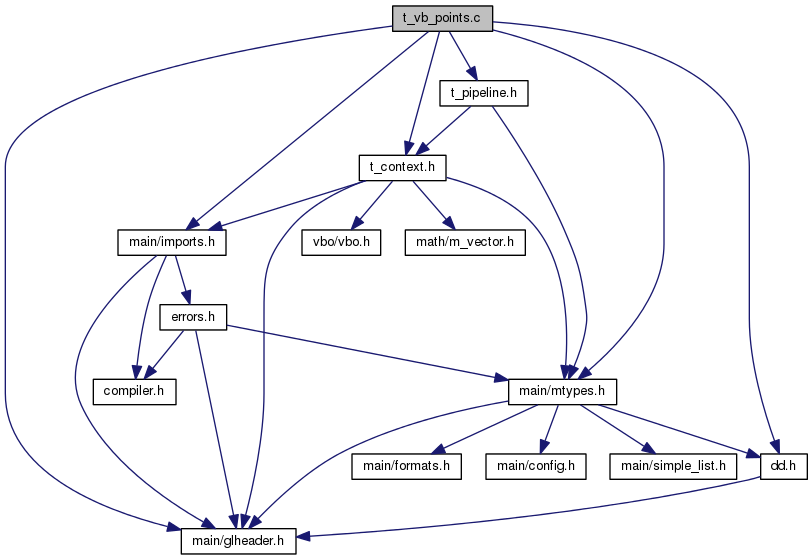 t_vb_points.c
t_pipeline.h
t_context.h
main/imports.h
vbo/vbo.h
math/m_vector.h
errors.h
compiler.h
main/mtypes.h
main/formats.h
main/config.h
main/simple_list.h
dd.h
main/glheader.h